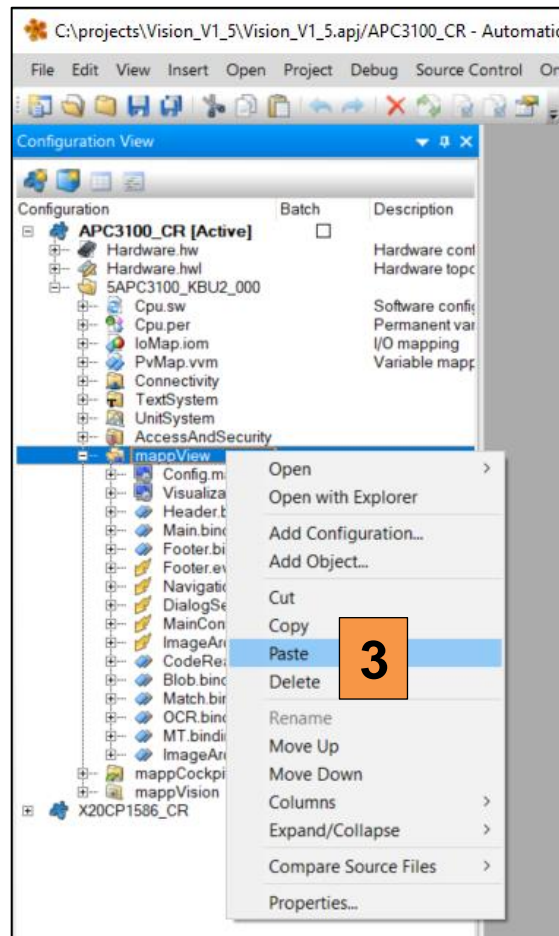 C:\projects\Vision_V1_5\Vision_V1_5.apj/APC3100_CR - Automatic
File Edit View Insert Open Project Debug Source Control On
Configuration View
Configuration Batch Description
APC3100_CR [Active]
Hardware.hw Hardware conf
Hardware.hwl Hardware topo
5APC3100_KBU2_000
Cpu.sw Software config
Cpu.per Permanent var
IoMap.iom I/O mapping
PvMap.vvm Variable mapp
Connectivity
TextSystem
UnitSystem
AccessAndSecurity
mappView
Config.m
Visualiza
Header.b
Main.bind
Footer.bi
Footer.ev
Navigatio
DialogSe
MainCon
ImageAr
CodeRea
Blob.bind
Match.bin
OCR.bind
MT.bindi
ImageAr
mappCockpi
mappVision
X20CP1586_CR
Open
Open with Explorer
Add Configuration...
Add Object...
Cut
Copy
Paste
Delete
Rename
Move Up
Move Down
Columns
Expand/Collapse
Compare Source Files
Properties...
3